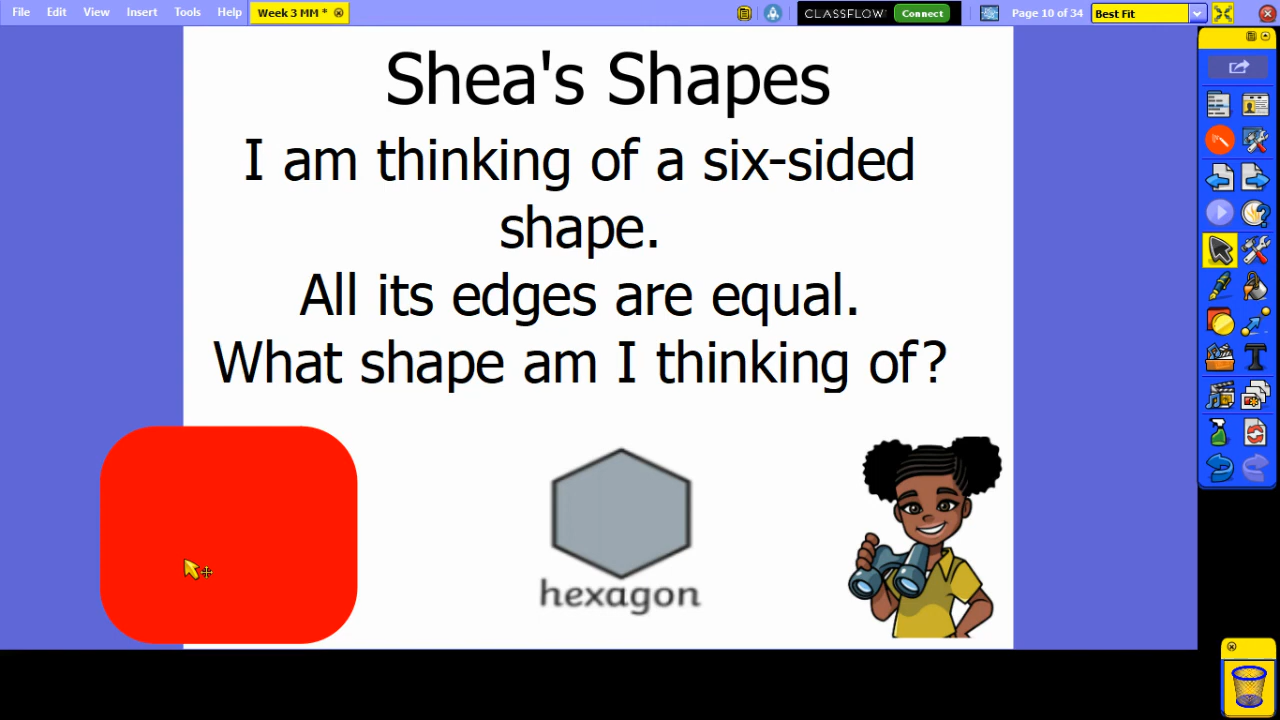 File Edit View Insert Tools Help Week 3 MM * CLASSFLOW Connect Page 10 of 34 Best Fit
Shea's Shapes
I am thinking of a six-sided
shape.
All its edges are equal.
What shape am I thinking of?
hexagon